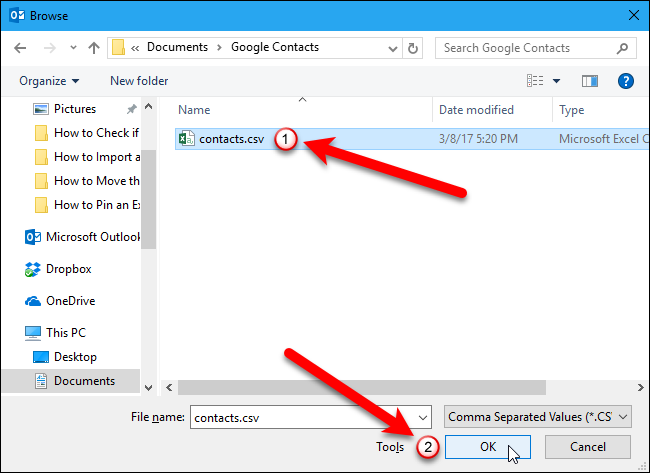 Browse
« Documents > Google Contacts
Search Google Contacts
Organize
New folder
Name
Date modified
Type
Pictures
How to Check if
How to Import a
How to Move th
How to Pin an Ex
Microsoft Outlook
Dropbox
OneDrive
This PC
Desktop
Documents
contacts.csv
1
3/8/17 5:20 PM
Microsoft Excel C
File name:
contacts.csv
Comma Separated Values (*.CS
Tools
2
OK
Cancel